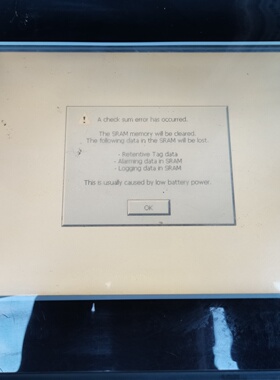 A check sum error has occurred.
The SRAM memory will be cleared.
The following data in the SRAM will be lost.
- Retentive Tag data
- Alarming data in SRAM
- Logging data in SRAM
This is usually caused by low battery power.
OK